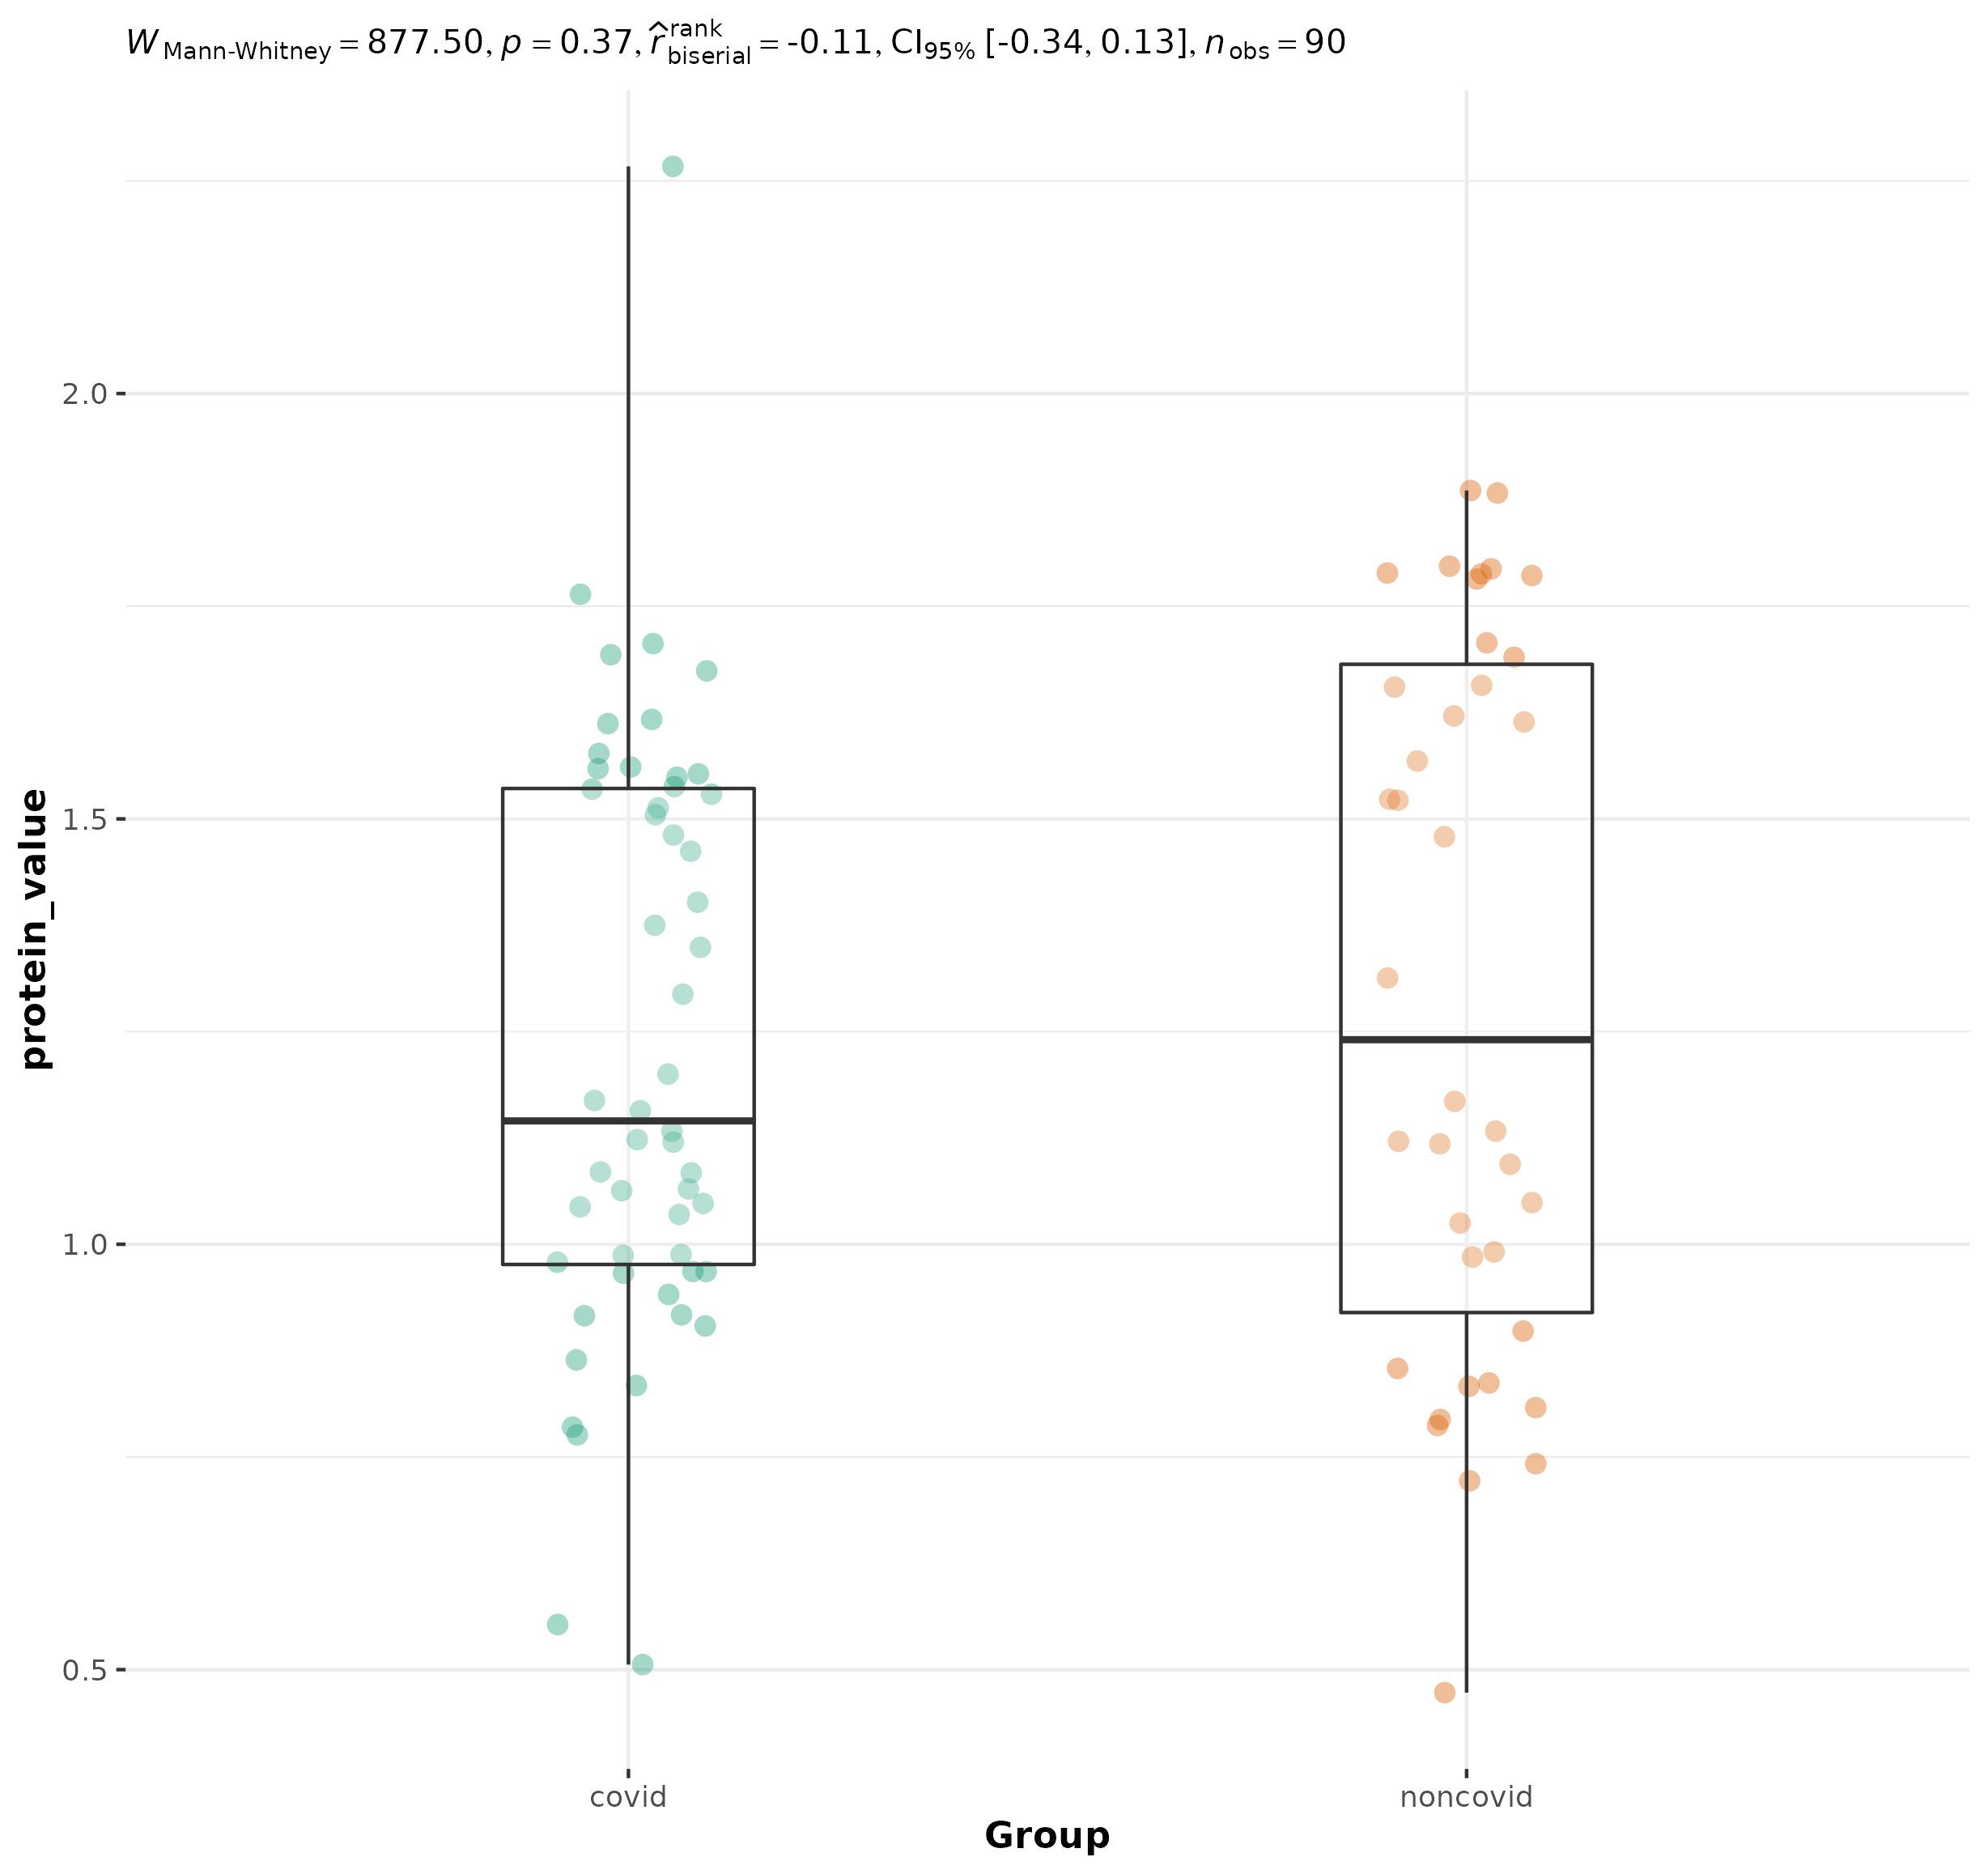 W Mann-Whitney = 877.50, p = 0.37, r̂ rank biserial = -0.11, CI95% [-0.34, 0.13], n obs = 90
2.0
1.5
1.0
0.5
protein_value
covid noncovid
Group